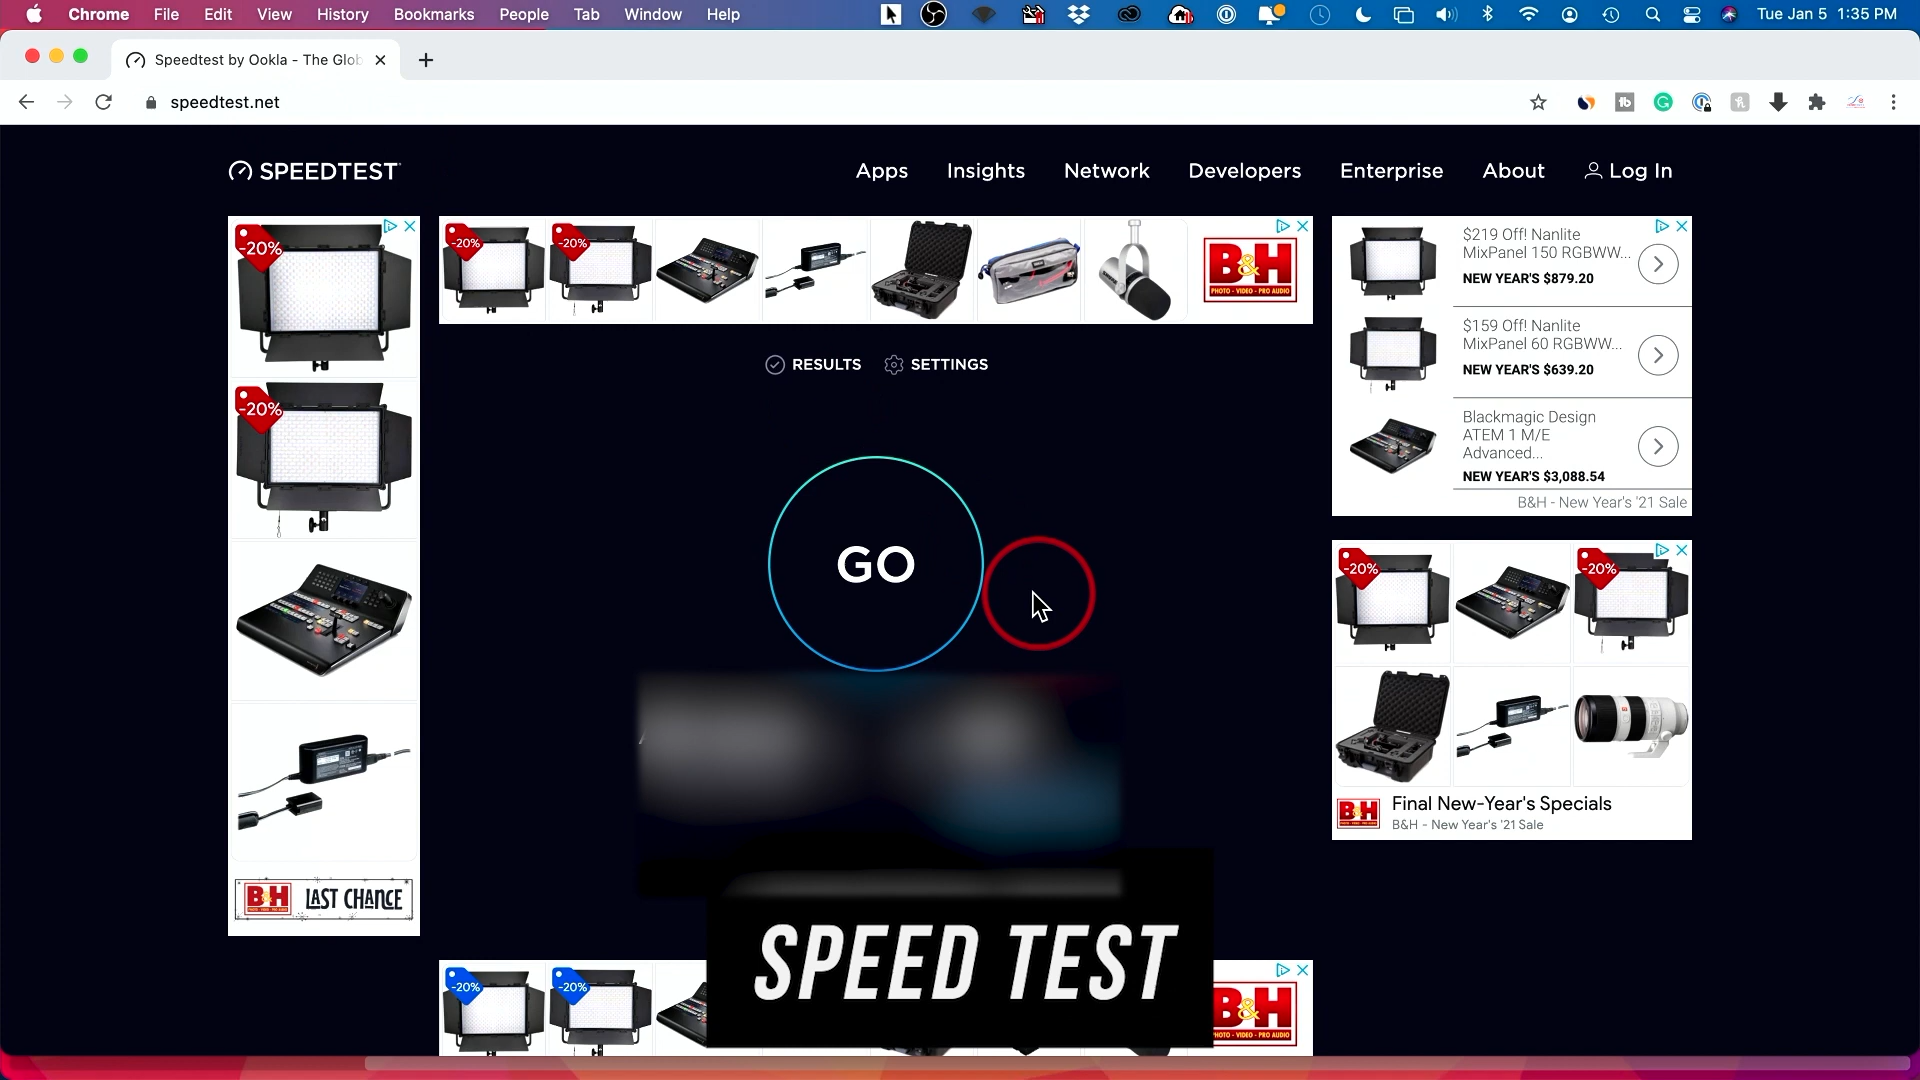 Chrome File Edit View History Bookmarks People Tab Window Help Tue Jan 5 1:35 PM
Speedtest by Ookla - The Glob
speedtest.net
SPEEDTEST
Apps Insights Network Developers Enterprise About Log In
-20%
-20%
B&H LAST CHANCE
-20% -20% B&H
PHOTO - VIDEO - PRO AUDIO
RESULTS SETTINGS
GO
$219 Off! Nanlite
MixPanel 150 RGBWW...
NEW YEAR'S $879.20
$159 Off! Nanlite
MixPanel 60 RGBWW...
NEW YEAR'S $639.20
Blackmagic Design
ATEM 1 M/E
Advanced...
NEW YEAR'S $3,088.54
B&H - New Year's '21 Sale
-20% -20%
B&H Final New-Year's Specials
B&H - New Year's '21 Sale
-20% -20% B&H
PHOTO - VIDEO - PRO AUDIO
SPEED TEST